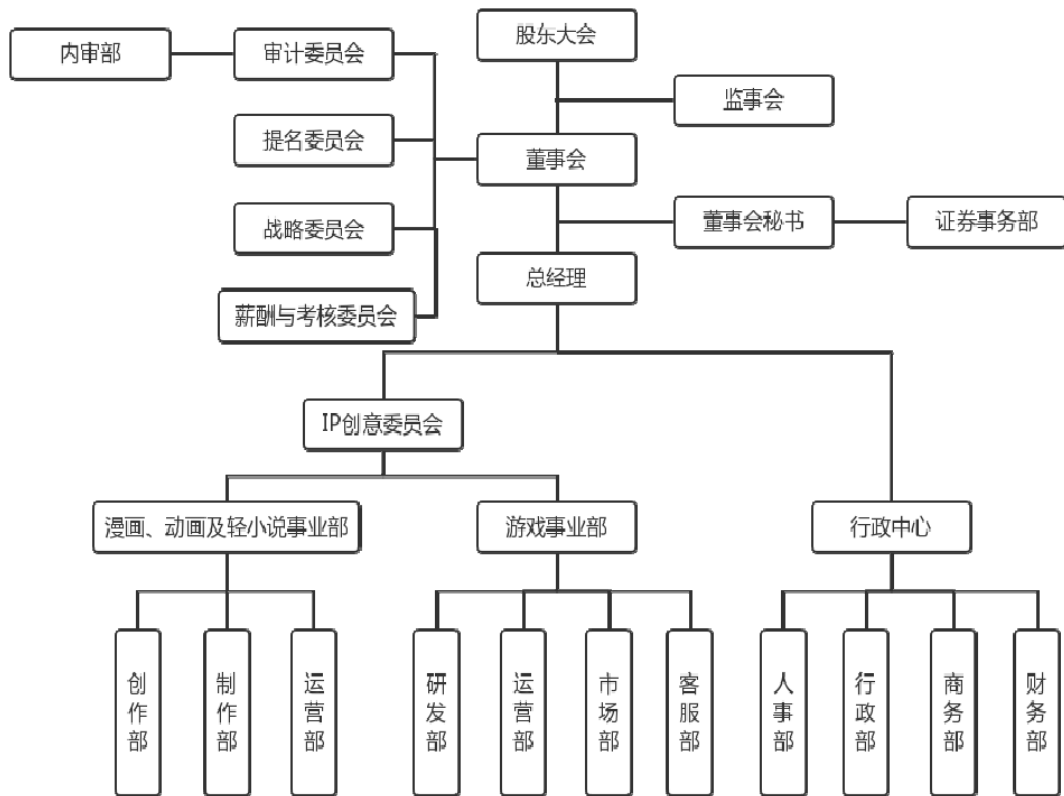 股东大会
内审部
审计委员会
监事会
提名委员会
董事会
战略委员会
董事会秘书
证券事务部
总经理
薪酬与考核委员会
IP创意委员会
漫画、动画及轻小说事业部
游戏事业部
行政中心
创作部
制作部
运营部
研发部
运营部
市场部
客服部
人事部
行政部
商务部
财务部